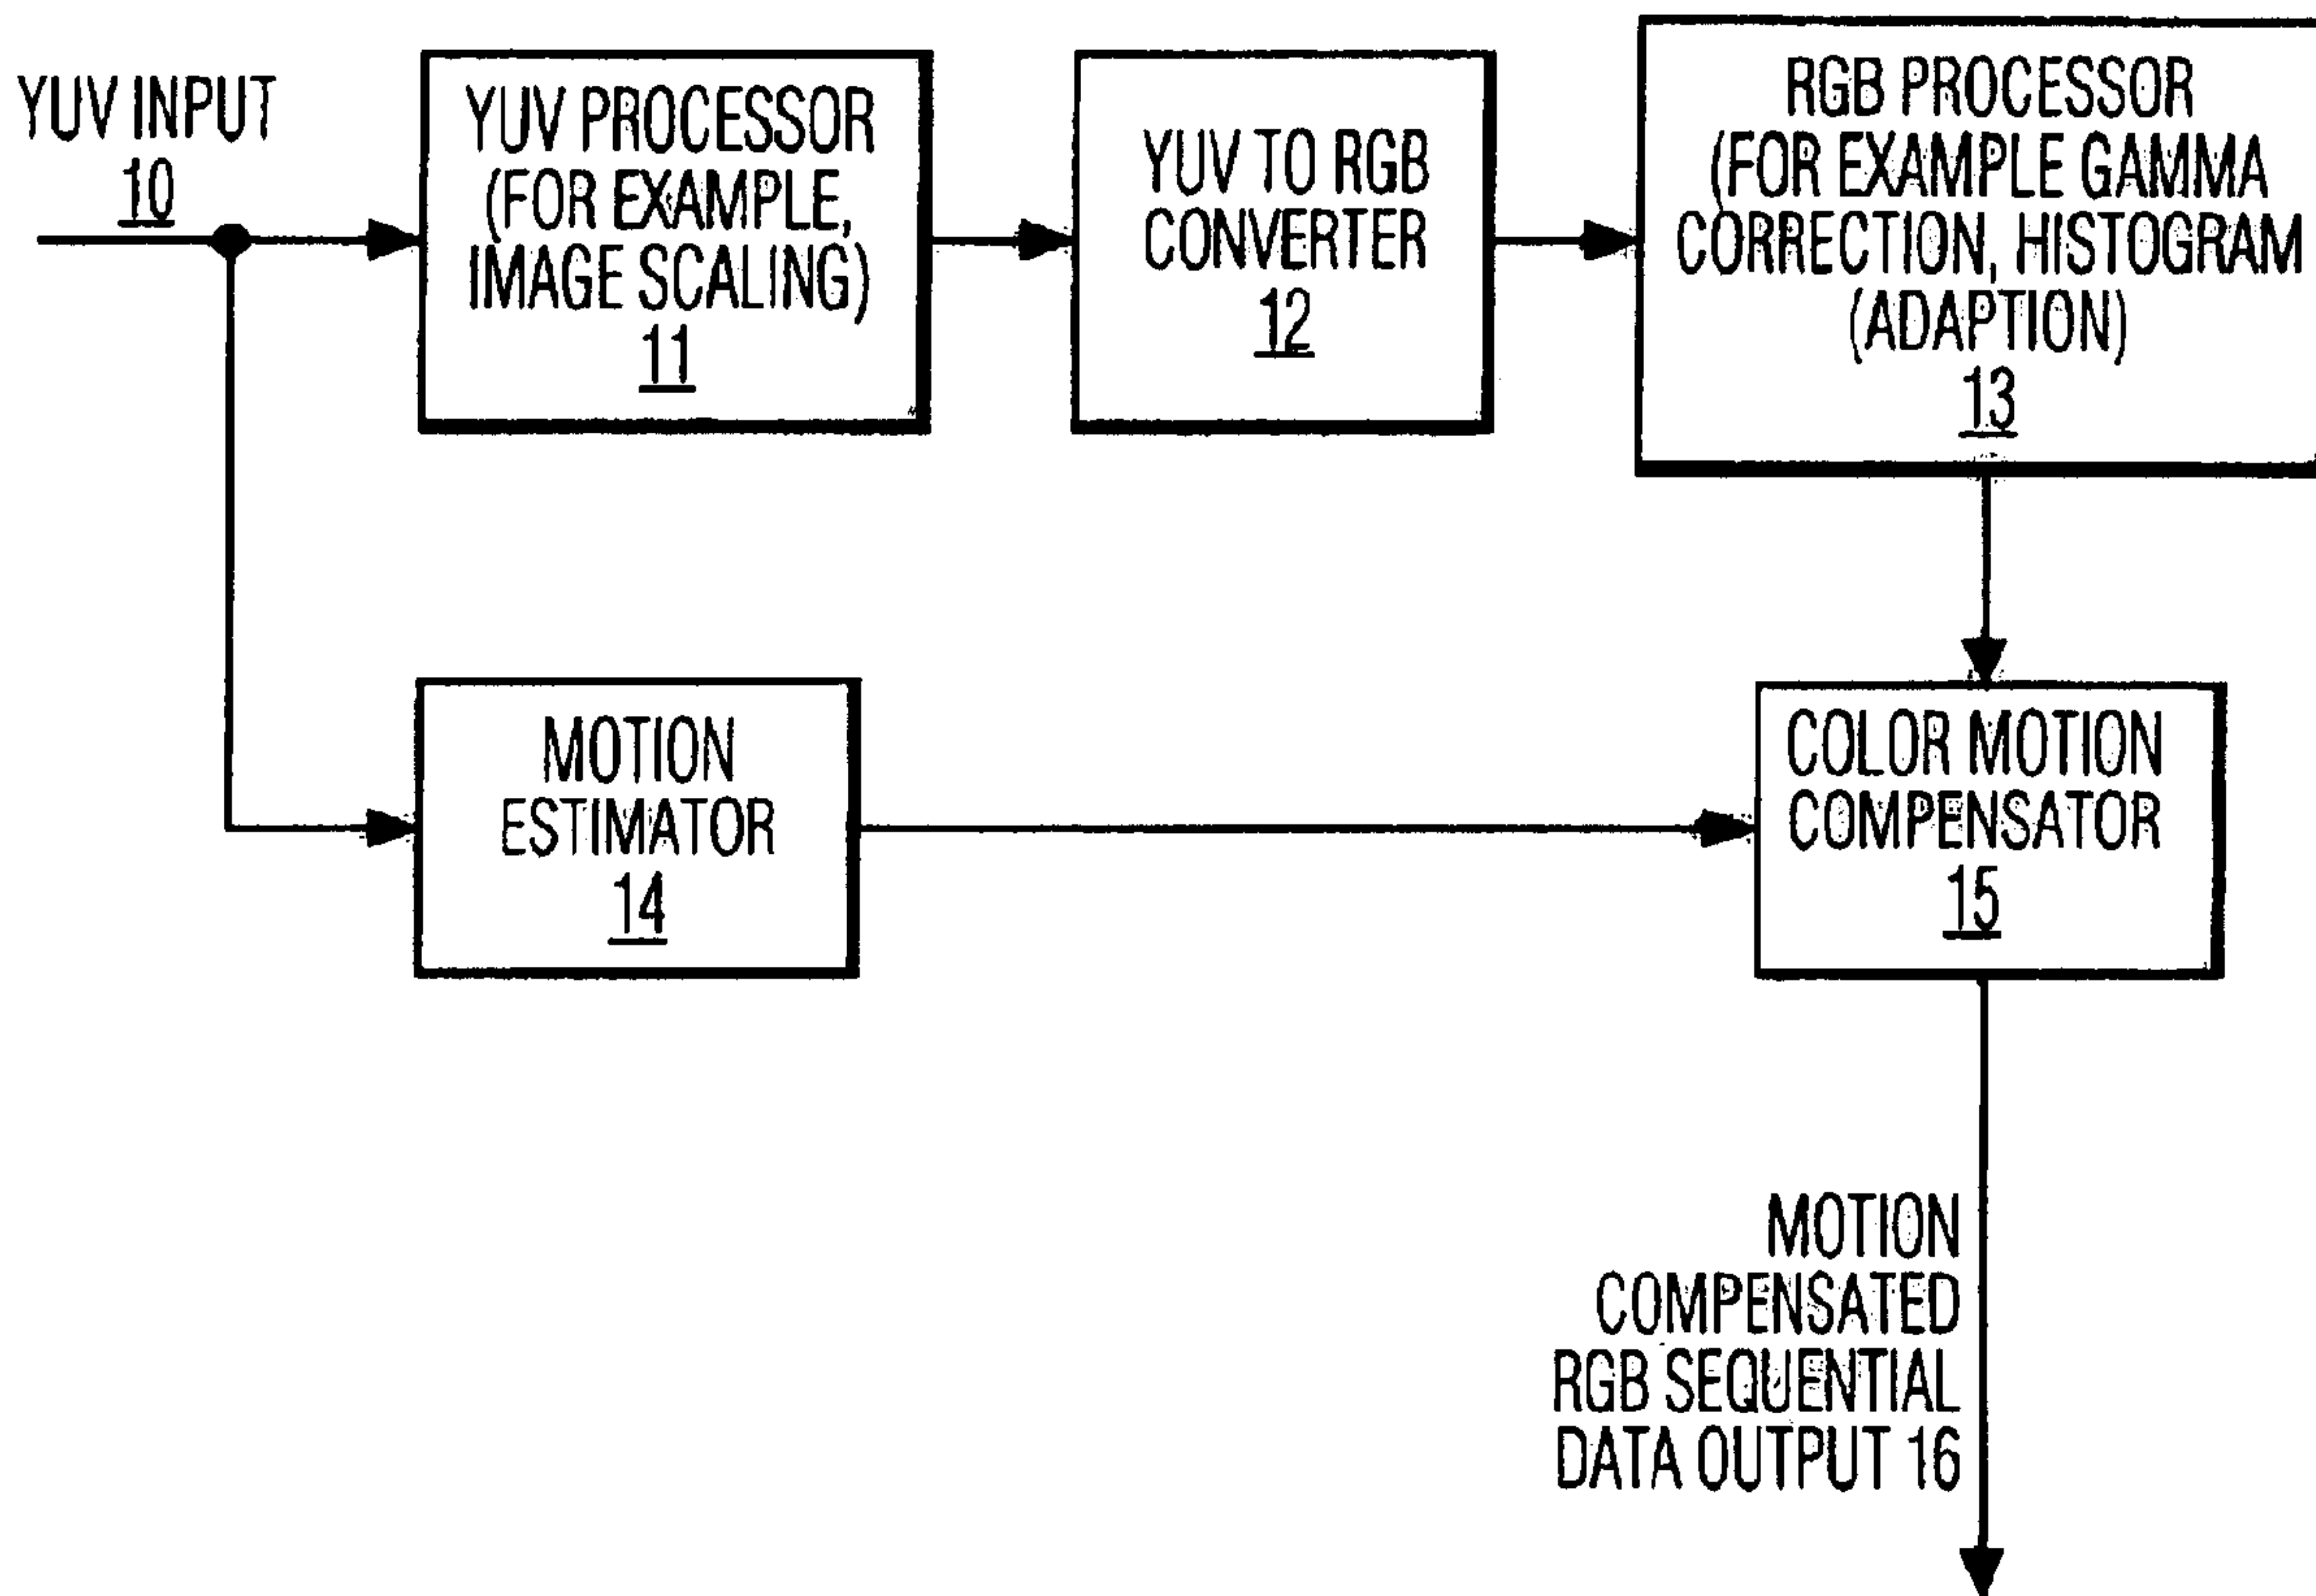 YUV INPUT
10
YUV PROCESSOR
(FOR EXAMPLE,
IMAGE SCALING)
11
YUV TO RGB
CONVERTER
12
RGB PROCESSOR
(FOR EXAMPLE GAMMA
CORRECTION, HISTOGRAM
(ADAPTION)
13
MOTION
ESTIMATOR
14
COLOR MOTION
COMPENSATOR
15
MOTION
COMPENSATED
RGB SEQUENTIAL
DATA OUTPUT 16